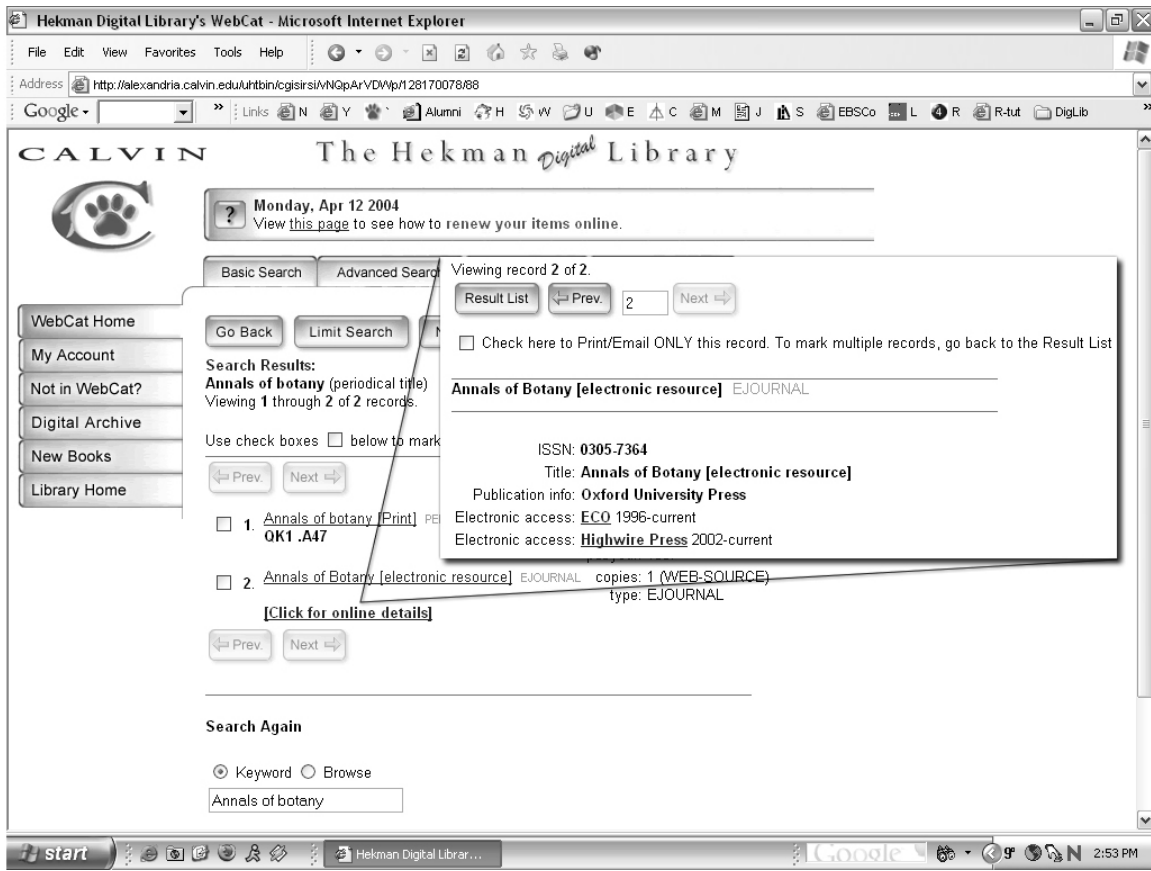 Hekman Digital Library's WebCat - Microsoft Internet Explorer
File Edit View Favorites Tools Help
Address http://alexandria.calvin.edu/uhtbin/cgisirsi/vNQpArVDWp/128170078/88
Google Links N Y Alumni H W U E C M J S EBSCo L R R-tut DigLib
CALVIN
The Hekman Digital Library
? Monday, Apr 12 2004
View this page to see how to renew your items online.
Basic Search Advanced Searc
WebCat Home
My Account
Not in WebCat?
Digital Archive
New Books
Library Home
Go Back Limit Search N
Search Results:
Annals of botany (periodical title)
Viewing 1 through 2 of 2 records.
Use check boxes below to mark
Prev. Next
1. Annals of botany [Print] PE
QK1 .A47
2. Annals of Botany [electronic resource] EJOURNAL copies: 1 (WEB-SOURCE)
type: EJOURNAL
[Click for online details]
Prev. Next
Viewing record 2 of 2.
Result List Prev. 2 Next
Check here to Print/Email ONLY this record. To mark multiple records, go back to the Result List
Annals of Botany [electronic resource] EJOURNAL
ISSN: 0305-7364
Title: Annals of Botany [electronic resource]
Publication info: Oxford University Press
Electronic access: ECO 1996-current
Electronic access: Highwire Press 2002-current
Search Again
Keyword Browse
Annals of botany
start Hekman Digital Librar... Google 9° N 2:53 PM